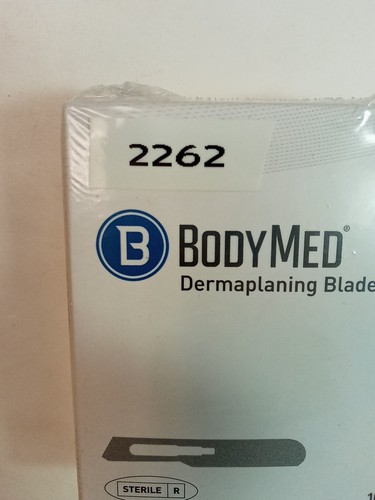 2262
B BODYMED®
Dermaplaning Blade
STERILE R